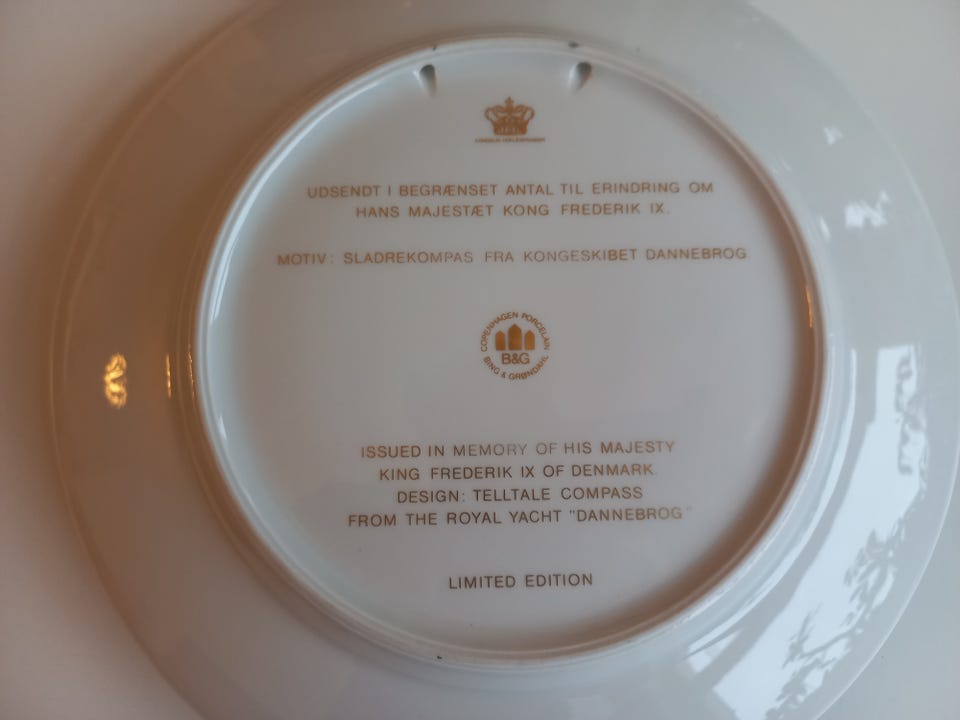 UDSENDT I BEGRÆNSET ANTAL TIL ERINDRING OM
HANS MAJESTÆT KONG FREDERIK IX.
MOTIV: SLADREKOMPAS FRA KONGESKIBET DANNEBROG
COPENHAGEN PORCELAIN
B&G
BING & GRØNDAHL
ISSUED IN MEMORY OF HIS MAJESTY
KING FREDERIK IX OF DENMARK.
DESIGN: TELLTALE COMPASS
FROM THE ROYAL YACHT "DANNEBROG"
LIMITED EDITION